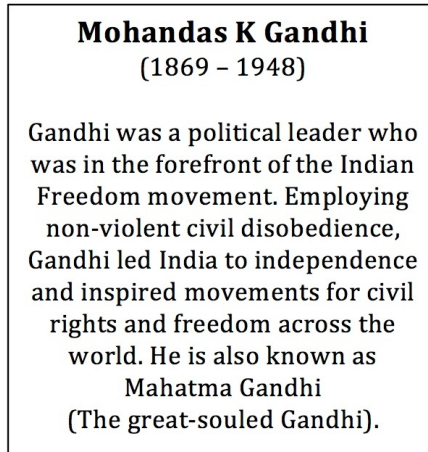 Mohandas K Gandhi
(1869 – 1948)
Gandhi was a political leader who
was in the forefront of the Indian
Freedom movement. Employing
non-violent civil disobedience,
Gandhi led India to independence
and inspired movements for civil
rights and freedom across the
world. He is also known as
Mahatma Gandhi
(The great-souled Gandhi).